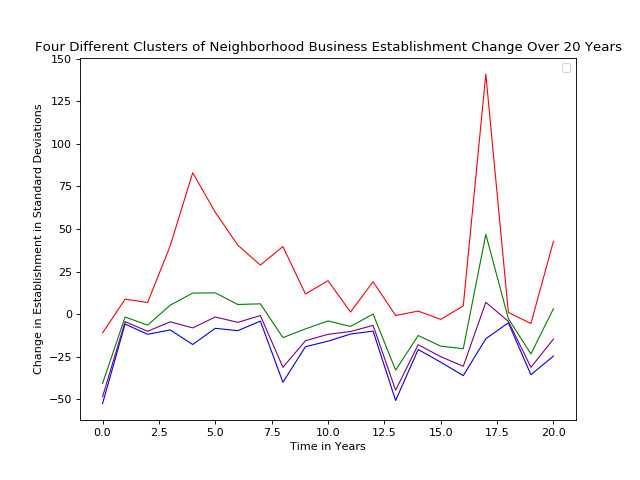 Four Different Clusters of Neighborhood Business Establishment Change Over 20 Years
150
125
100
75
50
25
0
−25
−50
Change in Establishment in Standard Deviations
0.0 2.5 5.0 7.5 10.0 12.5 15.0 17.5 20.0
Time in Years